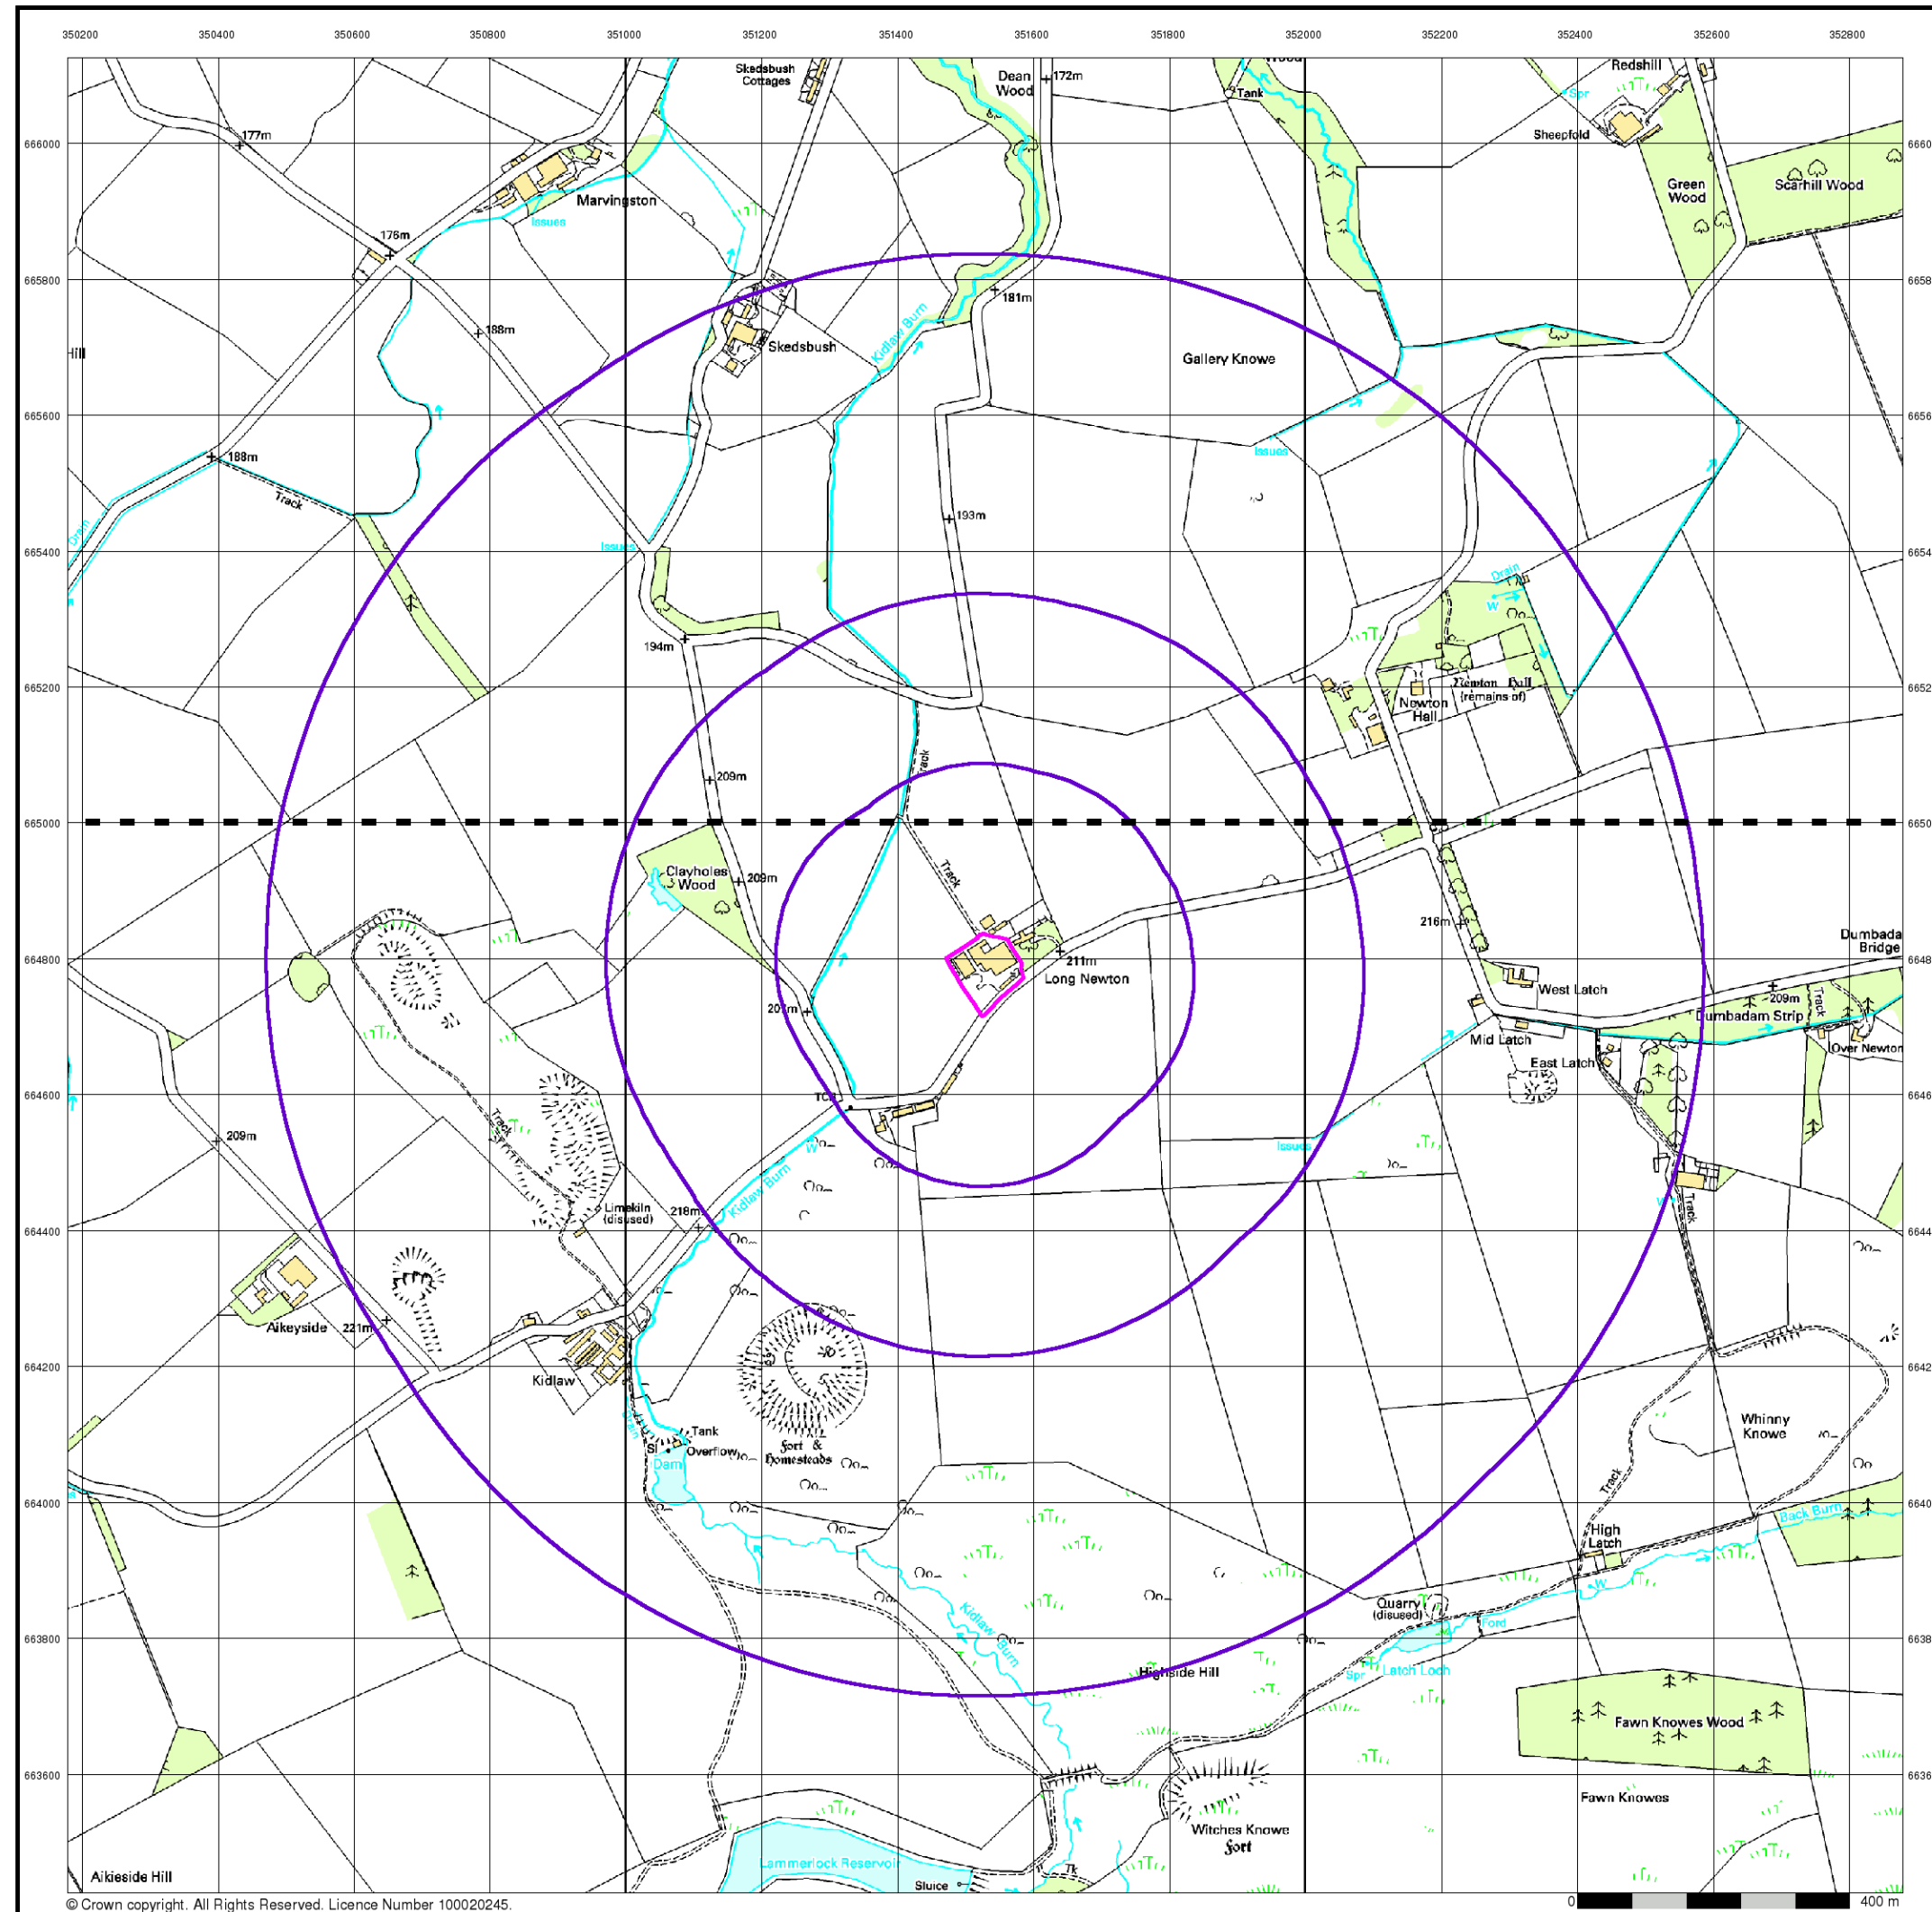 350200 350400 350600 350800 351000 351200 351400 351600 351800 352000 352200 352400 352600 352800
Skedsbush
Cottages
Dean
Wood
172m
Tank
Redshill
Spr
Sheepfold
177m
666000
Marvington
Issues
Green
Wood
Scarhill Wood
176m
665800
181m
188m
Skedsbush
Kidlaw Burn
Gallery Knowe
665600
188m
Track
Issues
Drain
193m
665400
Issues
Drain
W
194m
665200
Newton Hall
(remains of)
Newton
Hall
Track
209m
665000
Clayholes
Wood
209m
Track
216m
Dumbada
Bridge
664800
211m
Long Newton
West Latch
209m
Track
Dumbadam Strip
Mid Latch
Over Newton
East Latch
664600
Track
209m
W
Issues
Kidlaw Burn
Limekiln
(disused)
218m
W
Track
664400
Aikeyside
221m
664200
Kidlaw
Drain
Tank
Overflow
Fort &
Homesteads
Dam
Whinny
Knowe
Track
664000
Back Burn
High
Latch
W
Quarry
(disused)
Kidlaw Burn
Ford
663800
Highside Hill
Spr
Latch Loch
Fawn Knowes Wood
663600
Fawn Knowes
Witches Knowe
Fort
Lammerlock Reservoir
Tk
Aikieside Hill
Sluice
© Crown copyright. All Rights Reserved. Licence Number 100020245.
0 400 m